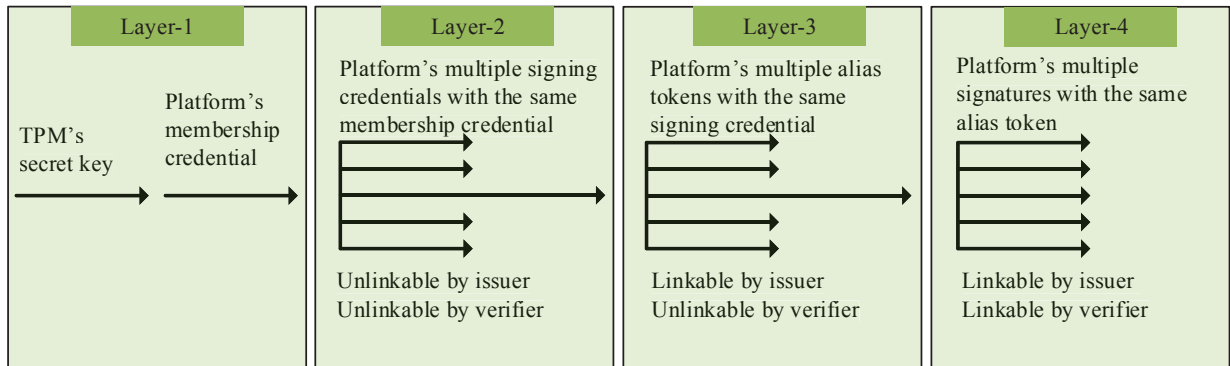 Layer-1
TPM's
secret key
Platform's
membership
credential
Layer-2
Platform's multiple signing
credentials with the same
membership credential
Unlinkable by issuer
Unlinkable by verifier
Layer-3
Platform's multiple alias
tokens with the same
signing credential
Linkable by issuer
Unlinkable by verifier
Layer-4
Platform's multiple
signatures with the same
alias token
Linkable by issuer
Linkable by verifier